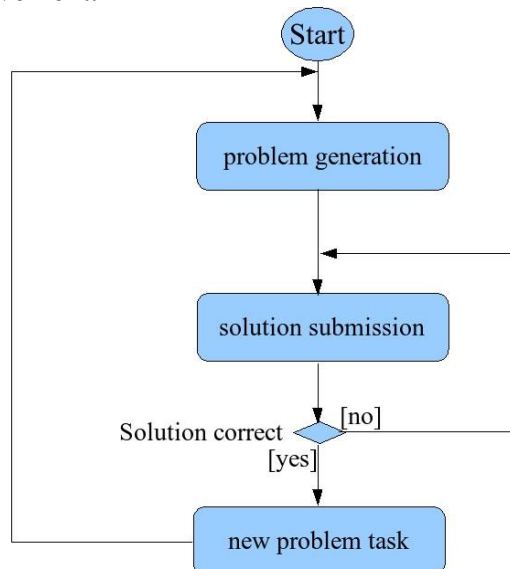 Start
problem generation
solution submission
Solution correct
[no]
[yes]
new problem task